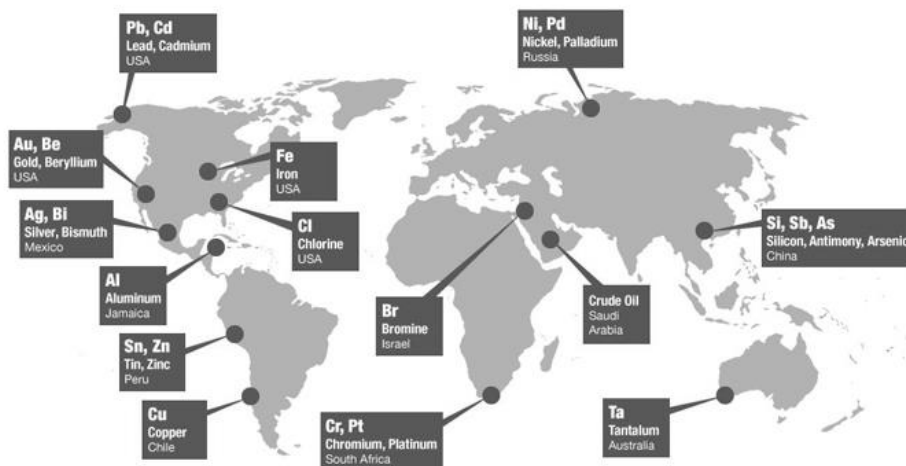 Pb, Cd
Lead, Cadmium
USA
Ni, Pd
Nickel, Palladium
Russia
Au, Be
Gold, Beryllium
USA
Fe
Iron
USA
Ag, Bi
Silver, Bismuth
Mexico
Cl
Chlorine
USA
Si, Sb, As
Silicon, Antimony, Arsenic
China
Al
Aluminum
Jamaica
Br
Bromine
Israel
Crude Oil
Saudi
Arabia
Sn, Zn
Tin, Zinc
Peru
Cu
Copper
Chile
Cr, Pt
Chromium, Platinum
South Africa
Ta
Tantalum
Australia